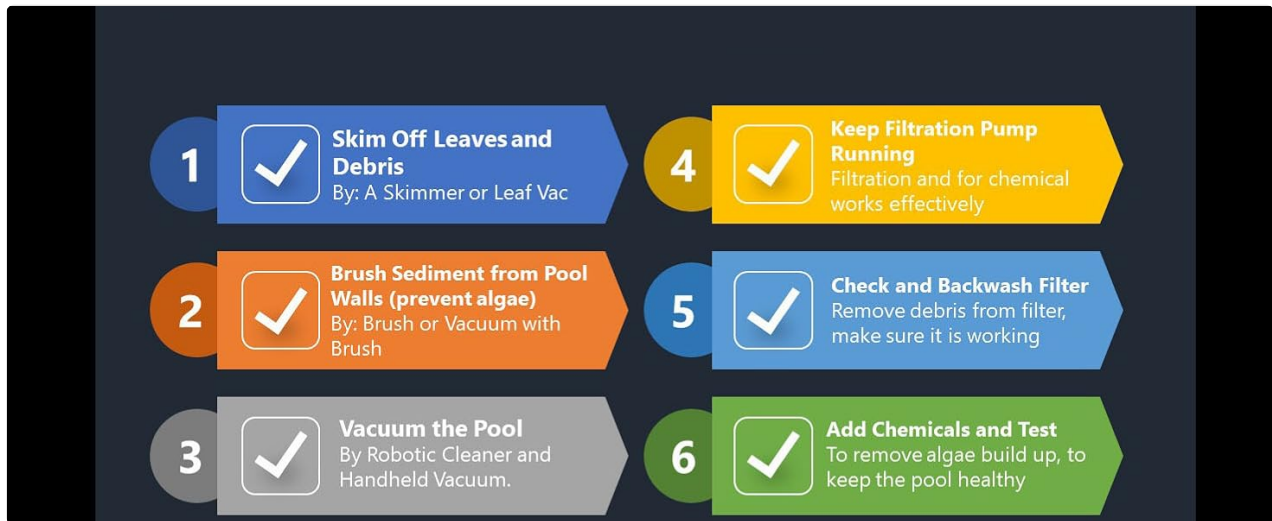 1
Skim Off Leaves and
Debris
By: A Skimmer or Leaf Vac
2
Brush Sediment from Pool
Walls (prevent algae)
By: Brush or Vacuum with
Brush
3
Vacuum the Pool
By Robotic Cleaner and
Handheld Vacuum.
4
Keep Filtration Pump
Running
Filtration and for chemical
works effectively
5
Check and Backwash Filter
Remove debris from filter,
make sure it is working
6
Add Chemicals and Test
To remove algae build up, to
keep the pool healthy